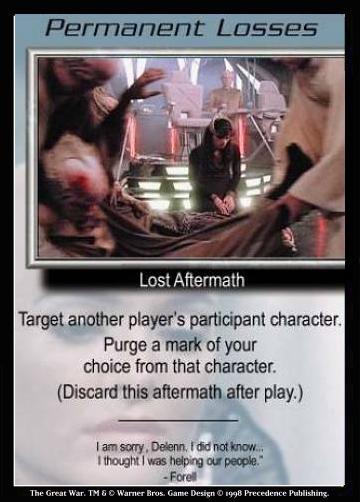 Permanent Losses
Lost Aftermath
Target another player's participant character.
Purge a mark of your
choice from that character.
(Discard this aftermath after play.)
I am sorry, Delenn. I did not know...
I thought I was helping our people."
- Forell
The Great War. TM & © Warner Bros. Game Design © 1998 Precedence Publishing.